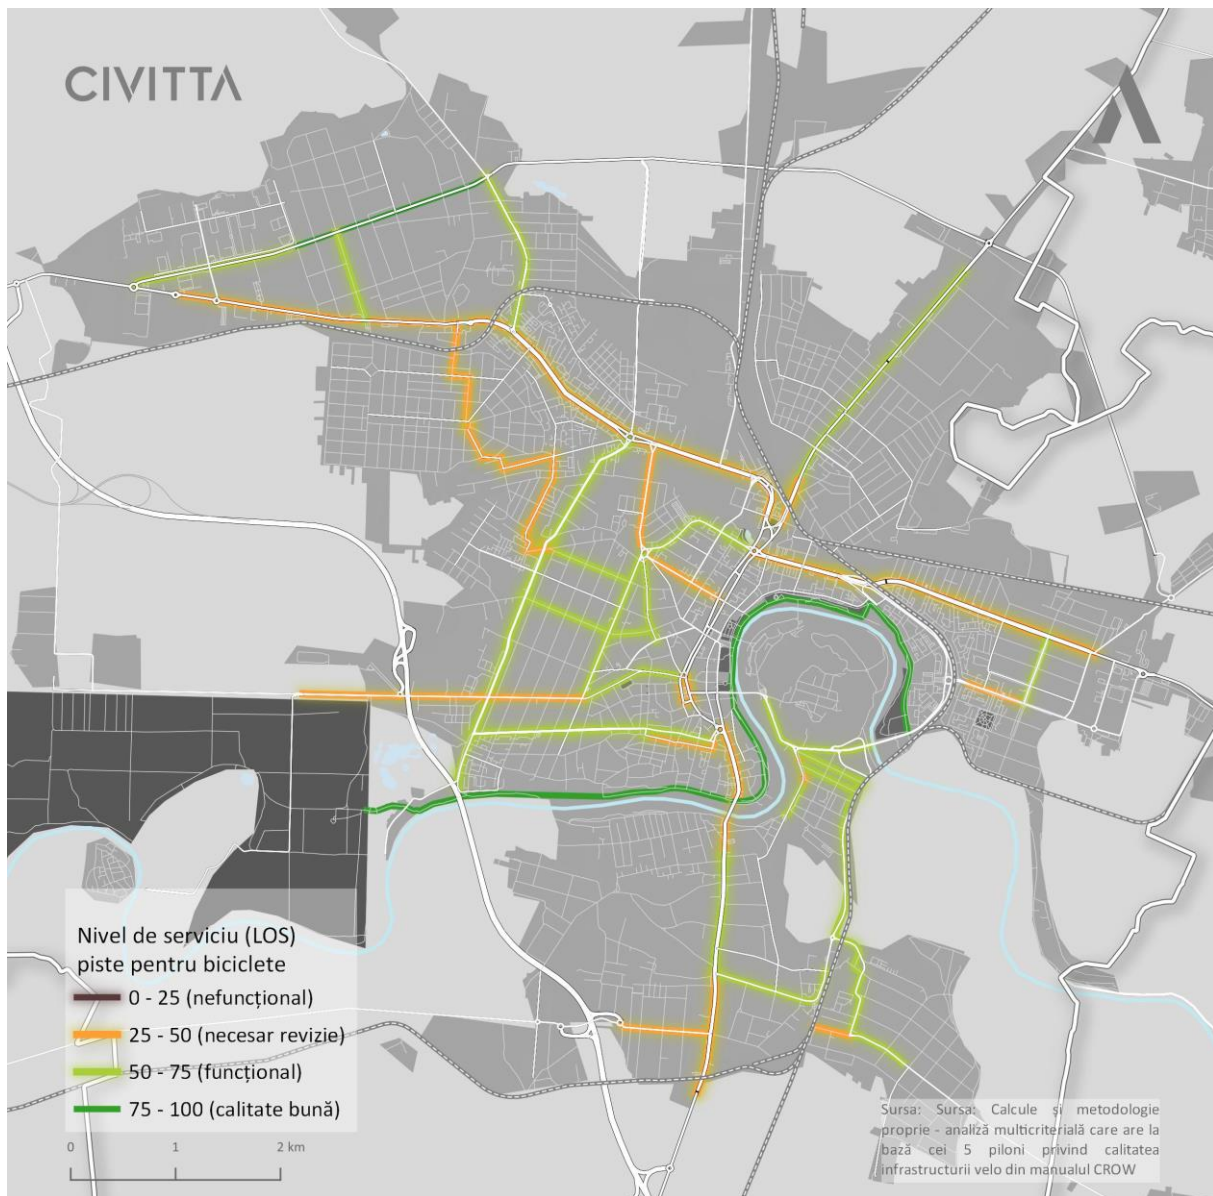 CIVITTA
Nivel de serviciu (LOS)
piste pentru biciclete
0 - 25 (nefuncțional)
25 - 50 (necesar revizie)
50 - 75 (funcțional)
75 - 100 (calitate bună)
0 1 2 km
Sursa: Sursa: Calcule și metodologie
proprie - analiză multicriterială care are la
bază cei 5 piloni privind calitatea
infrastructurii velo din manualul CROW